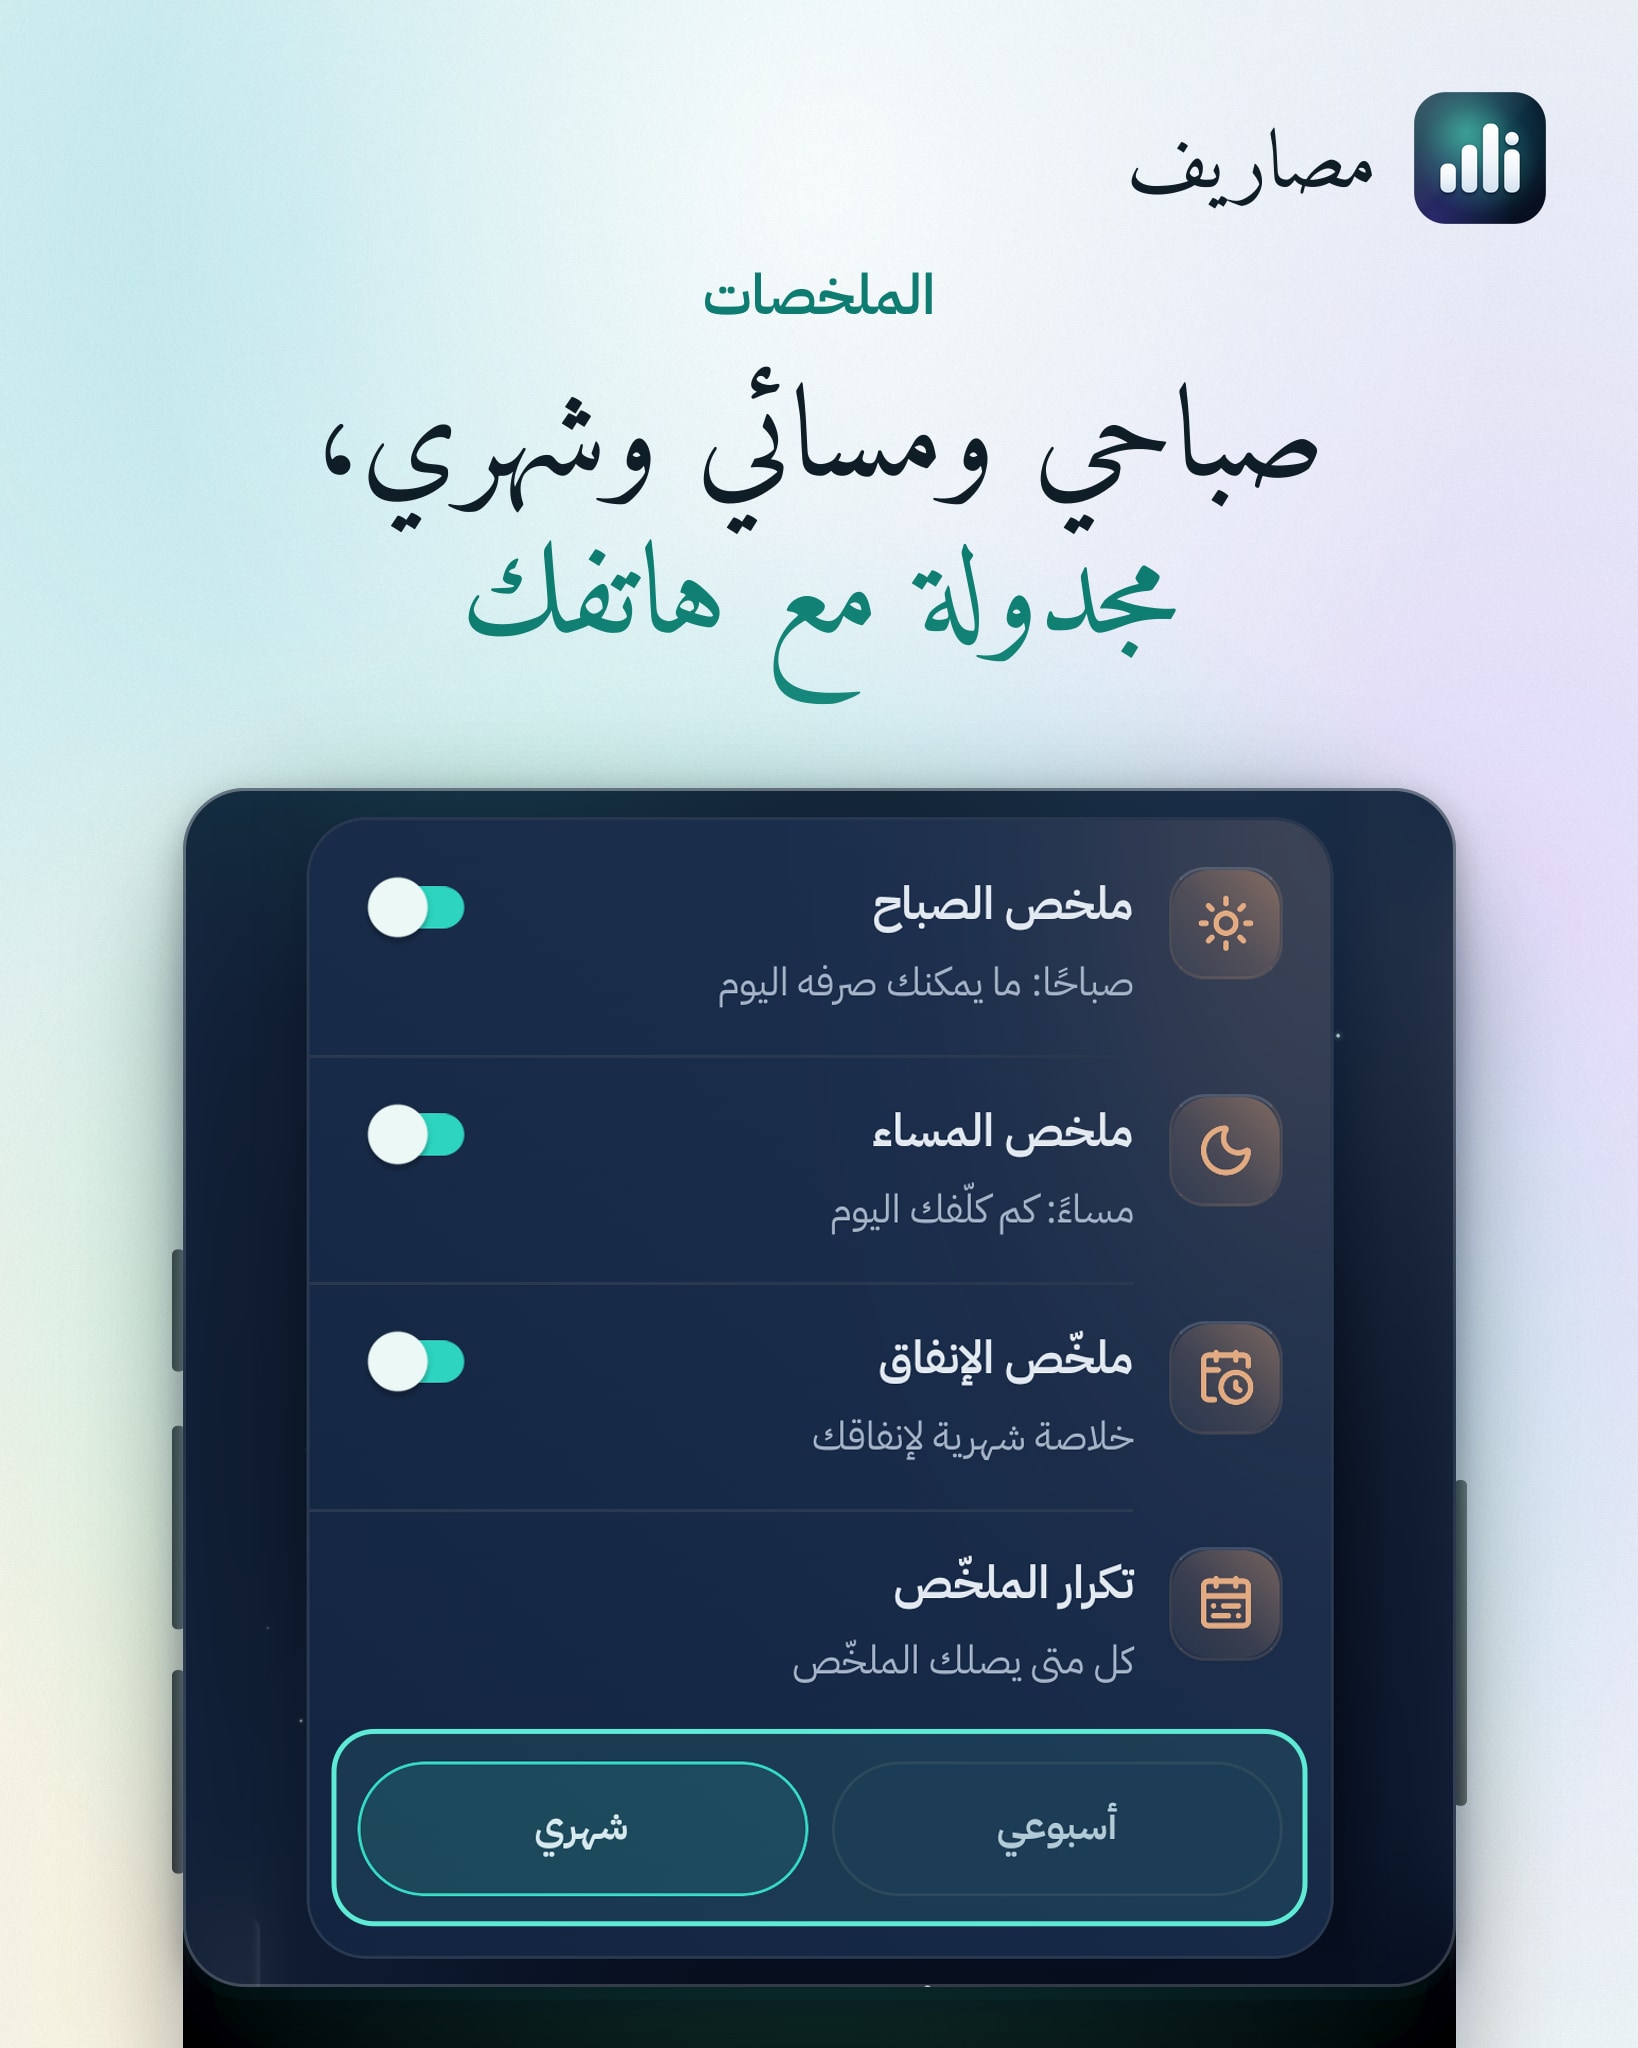 مصاريف
الملخصات
صباحي ومسائي وشهري،
مجدولة مع هاتفك
ملخص الصباح
صباحًا: ما يمكنك صرفه اليوم
ملخص المساء
مساءً: كم كلّفك اليوم
ملخّص الإنفاق
خلاصة شهرية لإنفاقك
تكرار الملخّص
كل متى يصلك الملخّص
أسبوعي
شهري